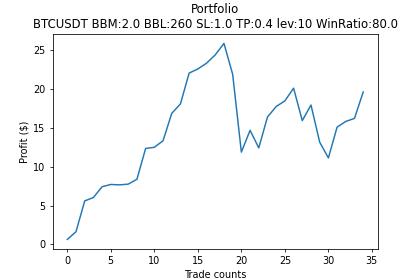 Portfolio
BTCUSDT BBM:2.0 BBL:260 SL:1.0 TP:0.4 lev:10 WinRatio:80.0
25
20
15
10
5
0
Profit ($)
0 5 10 15 20 25 30 35
Trade counts